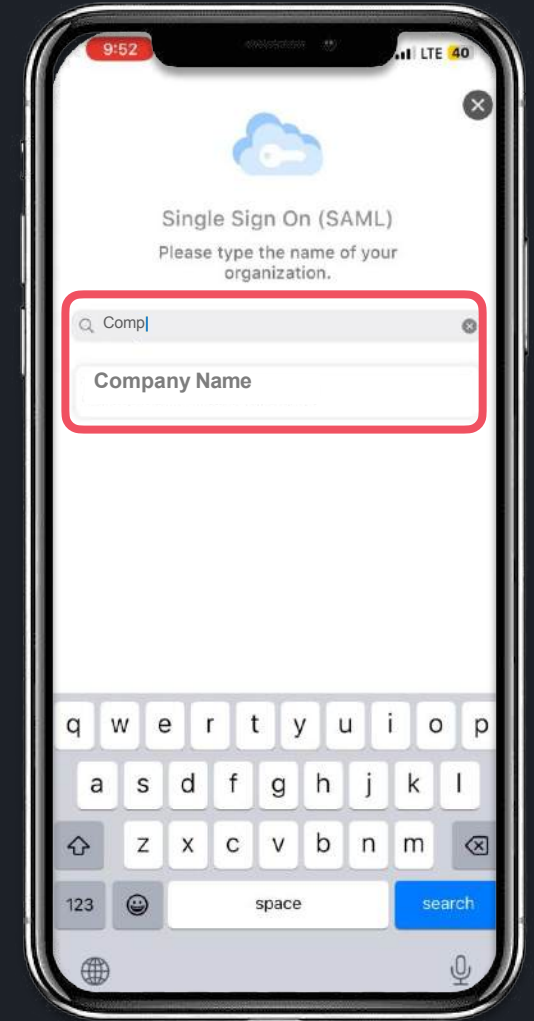 9:52
LTE 40
Single Sign On (SAML)
Please type the name of your
organization.
Comp
Company Name
q w e r t y u i o p
a s d f g h j k l
z x c v b n m
123 space search